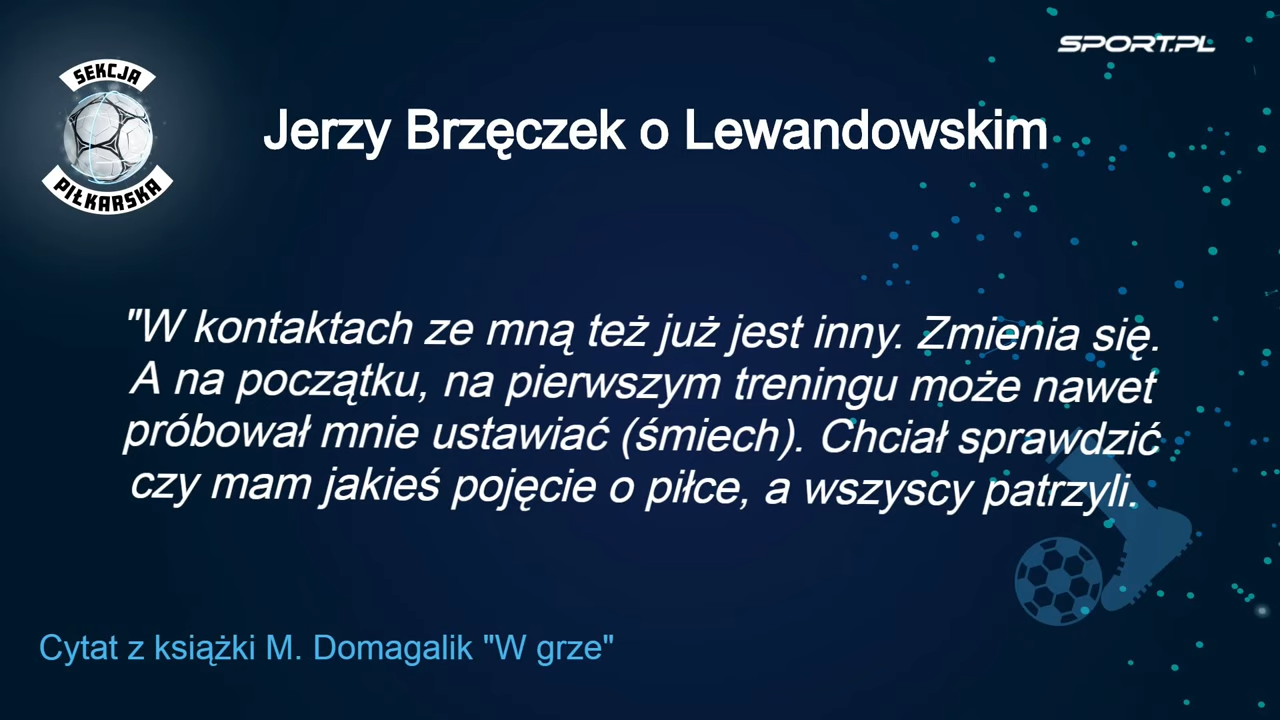 SPORT.PL
SEKCJA
PIŁKARSKA
Jerzy Brzęczek o Lewandowskim
"W kontaktach ze mną też już jest inny. Zmienia się.
A na początku, na pierwszym treningu może nawet
próbował mnie ustawiać (śmiech). Chciał sprawdzić
czy mam jakieś pojęcie o piłce, a wszyscy patrzyli.
Cytat z książki M. Domagalik "W grze"